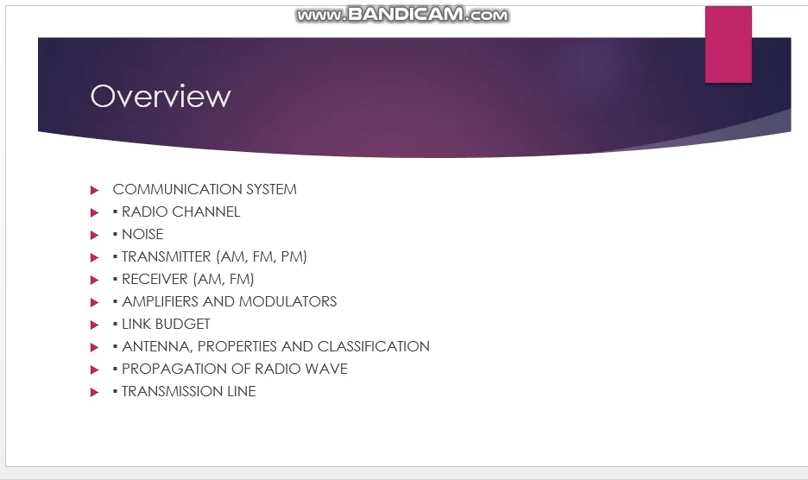 www.BANDICAM.com
Overview
COMMUNICATION SYSTEM
▪ RADIO CHANNEL
▪ NOISE
▪ TRANSMITTER (AM, FM, PM)
▪ RECEIVER (AM, FM)
▪ AMPLIFIERS AND MODULATORS
▪ LINK BUDGET
▪ ANTENNA, PROPERTIES AND CLASSIFICATION
▪ PROPAGATION OF RADIO WAVE
▪ TRANSMISSION LINE